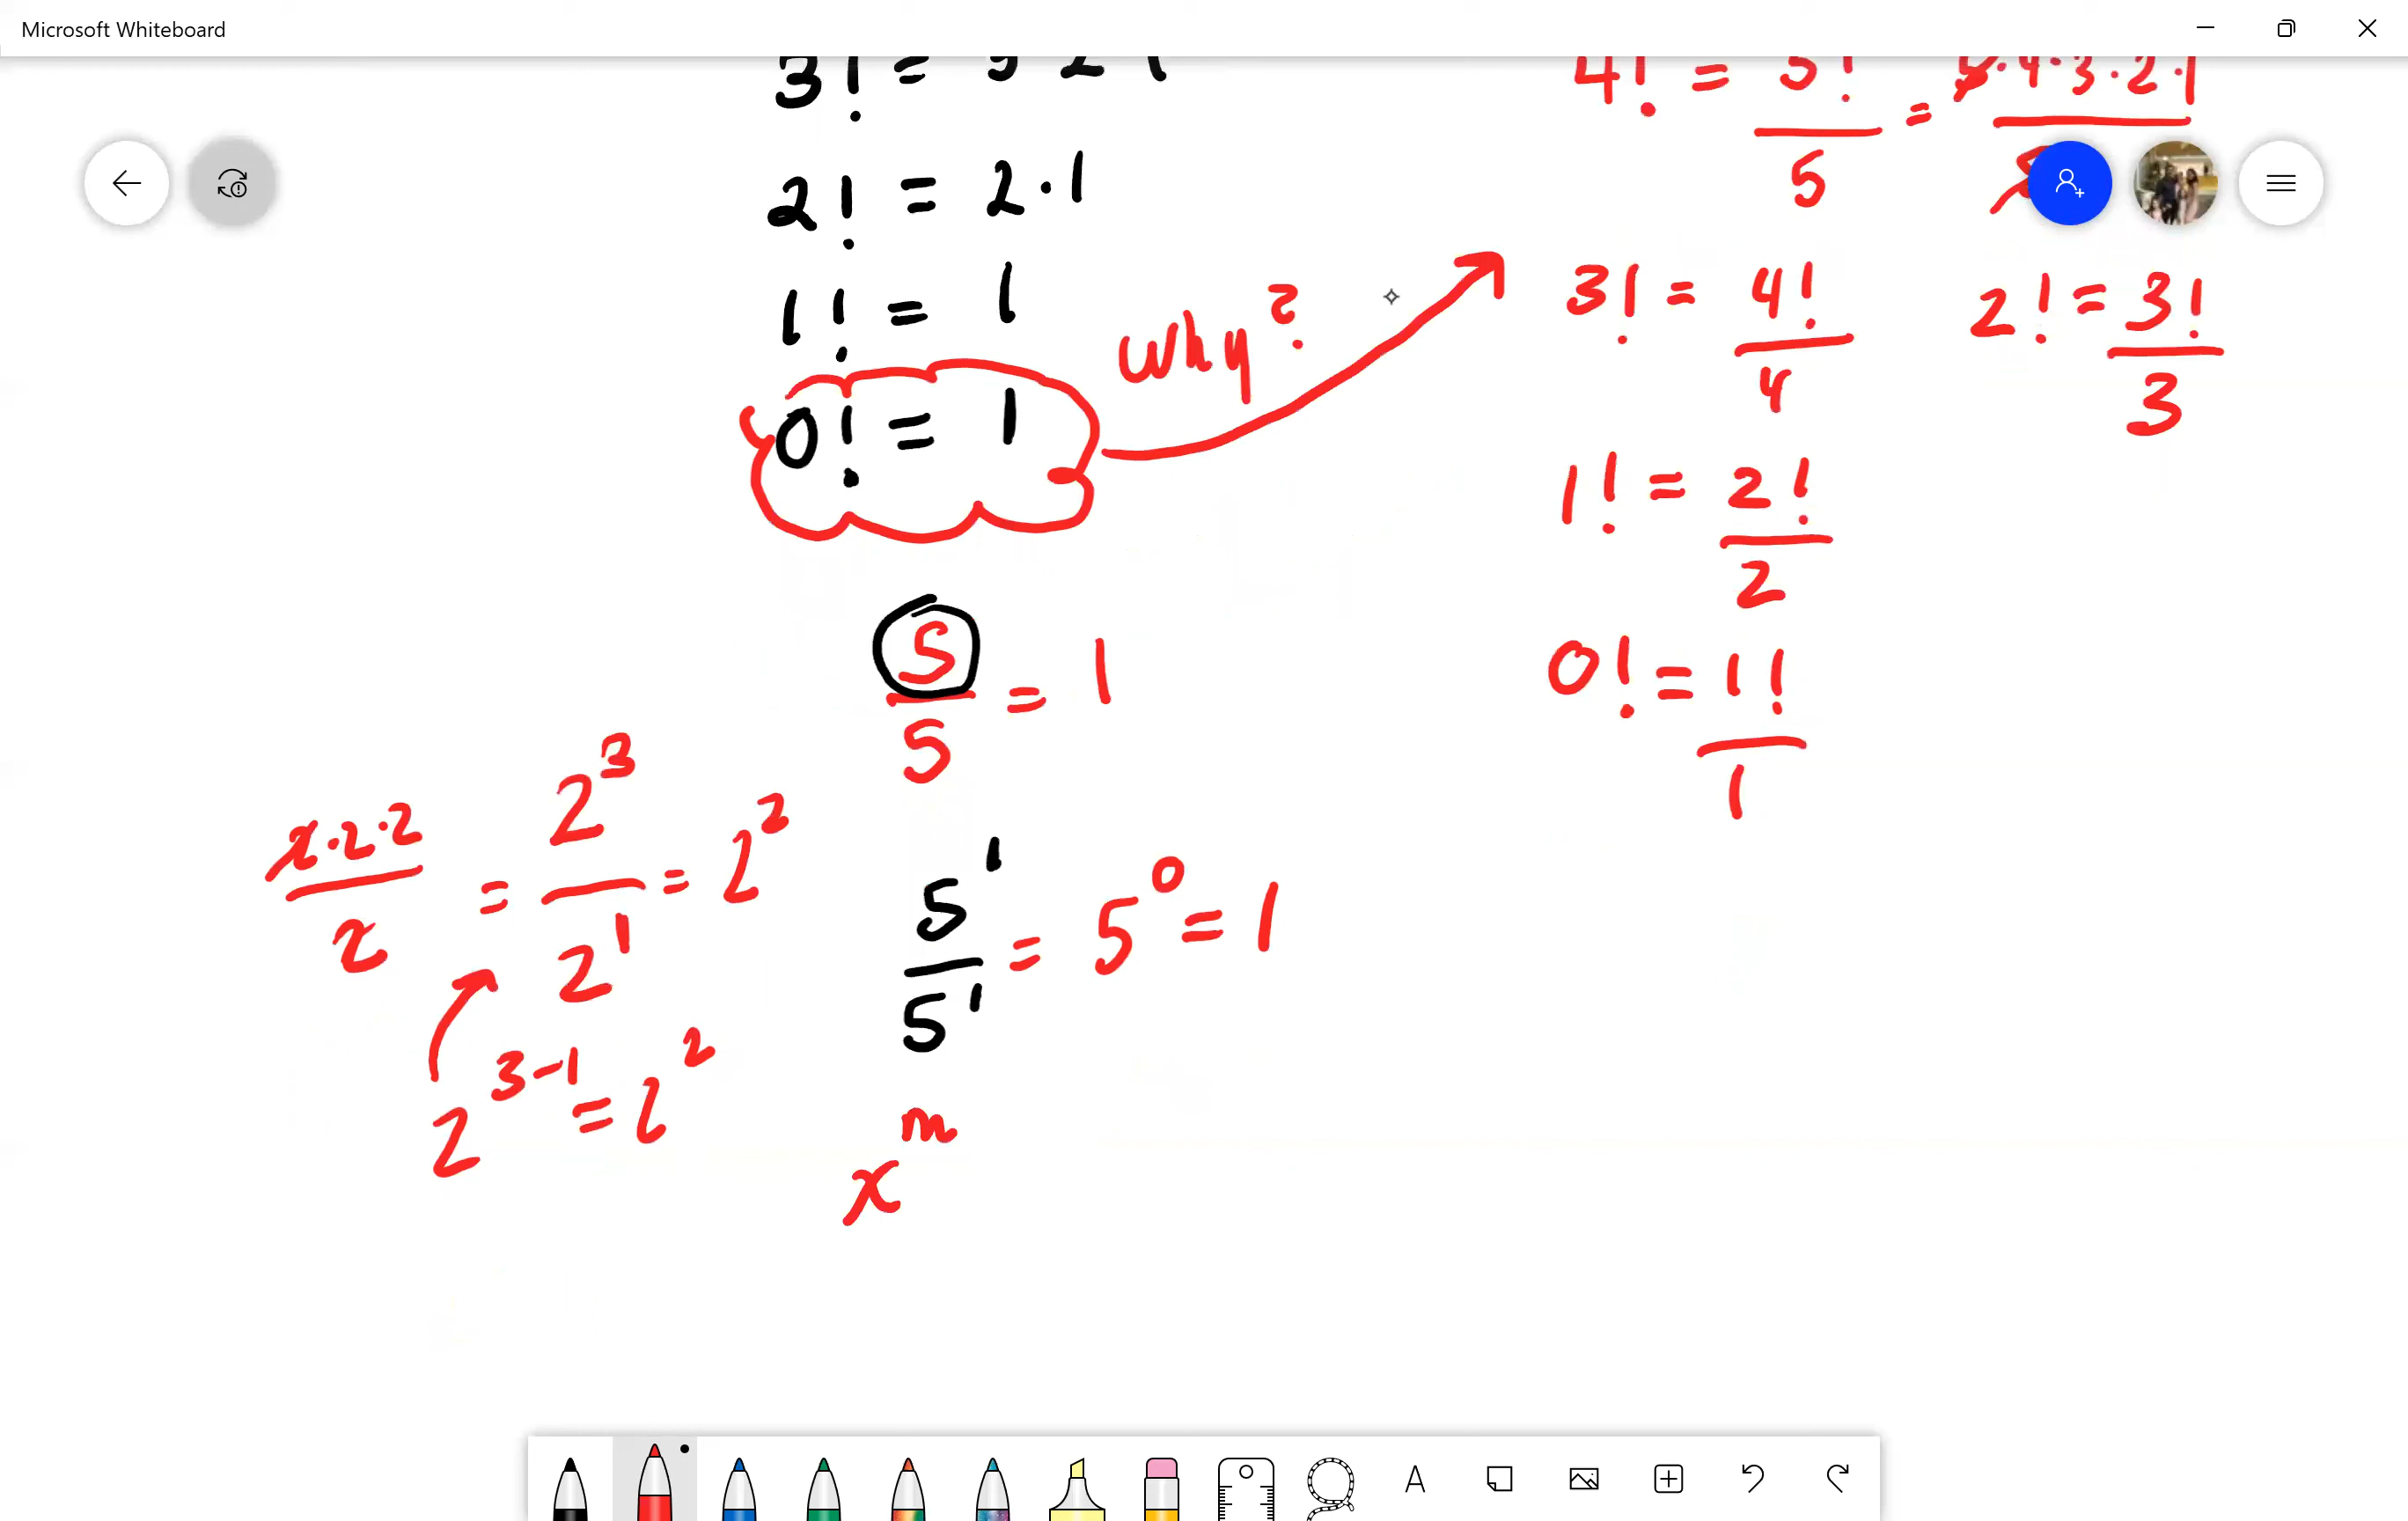 Microsoft Whiteboard
3! = 3 2 1
2! = 2·1
1! = 1
0! = 1
Why?
4! = 5!/5 = 5·4·3·2·1
3! = 4!/4
2! = 3!/3
1! = 2!/2
0! = 1!/1
5/5 = 1
2·2·2/2 = 2³/2¹ = 2²
2³⁻¹ = 2²
5¹/5¹ = 5⁰ = 1
xᵐ